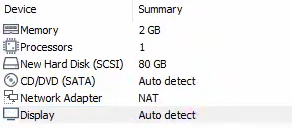 Device Summary
Memory 2 GB
Processors 1
New Hard Disk (SCSI) 80 GB
CD/DVD (SATA) Auto detect
Network Adapter NAT
Display Auto detect